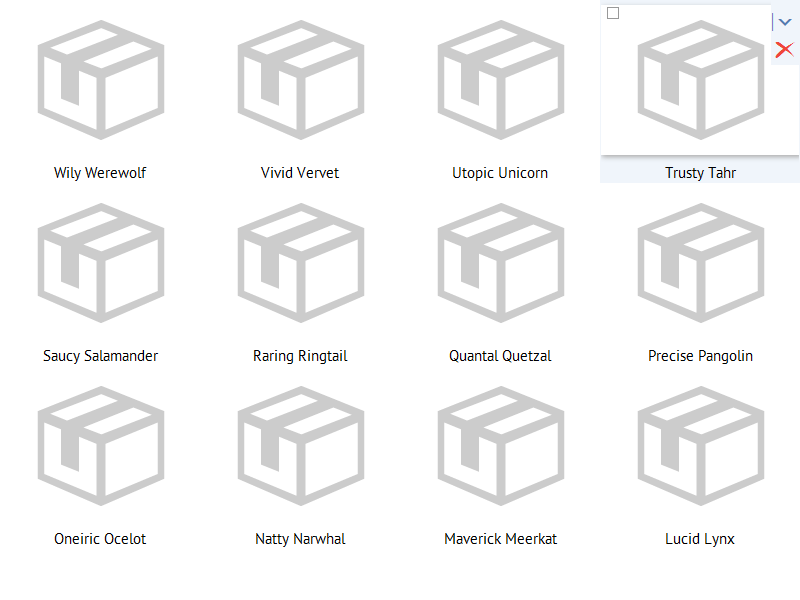 Wily Werewolf
Vivid Vervet
Utopic Unicorn
Trusty Tahr
Saucy Salamander
Raring Ringtail
Quantal Quetzal
Precise Pangolin
Oneiric Ocelot
Natty Narwhal
Maverick Meerkat
Lucid Lynx